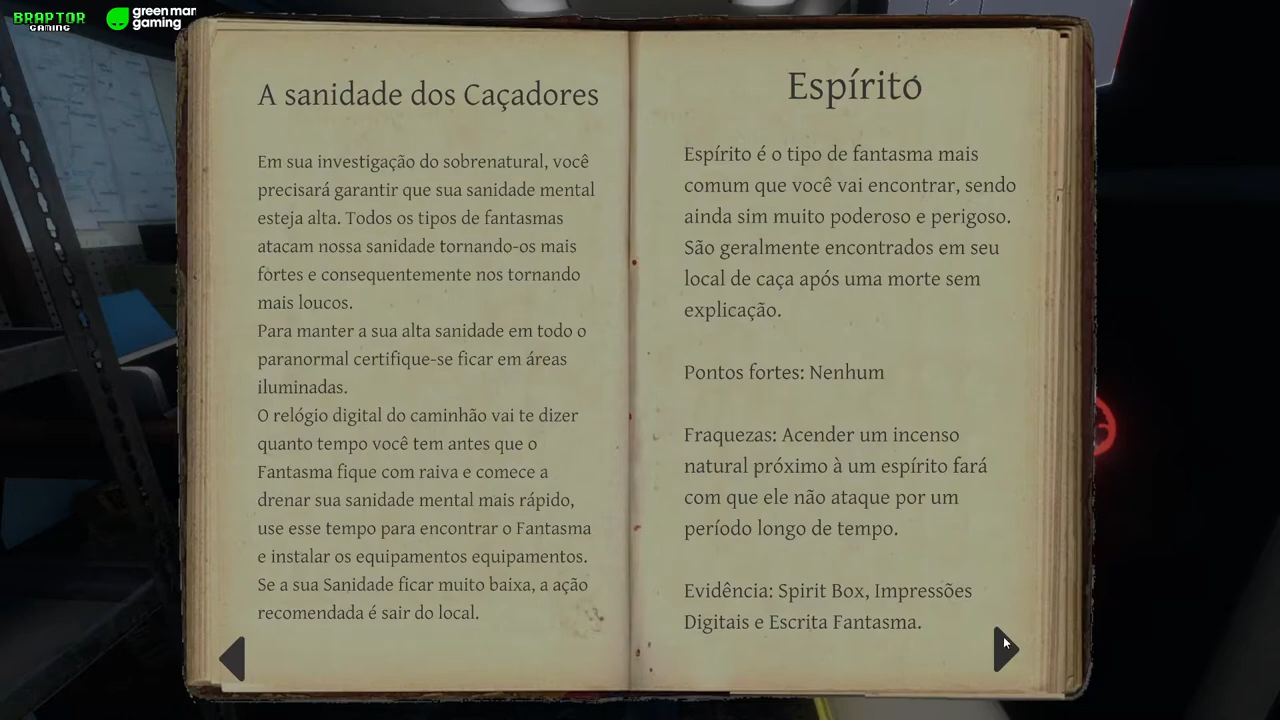 BRAPTOR
GAMING
green man
gaming
A sanidade dos Caçadores
Em sua investigação do sobrenatural, você
precisará garantir que sua sanidade mental
esteja alta. Todos os tipos de fantasmas
atacam nossa sanidade tornando-os mais
fortes e consequentemente nos tornando
mais loucos.
Para manter a sua alta sanidade em todo o
paranormal certifique-se ficar em áreas
iluminadas.
O relógio digital do caminhão vai te dizer
quanto tempo você tem antes que o
Fantasma fique com raiva e comece a
drenar sua sanidade mental mais rápido,
use esse tempo para encontrar o Fantasma
e instalar os equipamentos equipamentos.
Se a sua Sanidade ficar muito baixa, a ação
recomendada é sair do local.
Espírito
Espírito é o tipo de fantasma mais
comum que você vai encontrar, sendo
ainda sim muito poderoso e perigoso.
São geralmente encontrados em seu
local de caça após uma morte sem
explicação.
Pontos fortes: Nenhum
Fraquezas: Acender um incenso
natural próximo à um espírito fará
com que ele não ataque por um
período longo de tempo.
Evidência: Spirit Box, Impressões
Digitais e Escrita Fantasma.